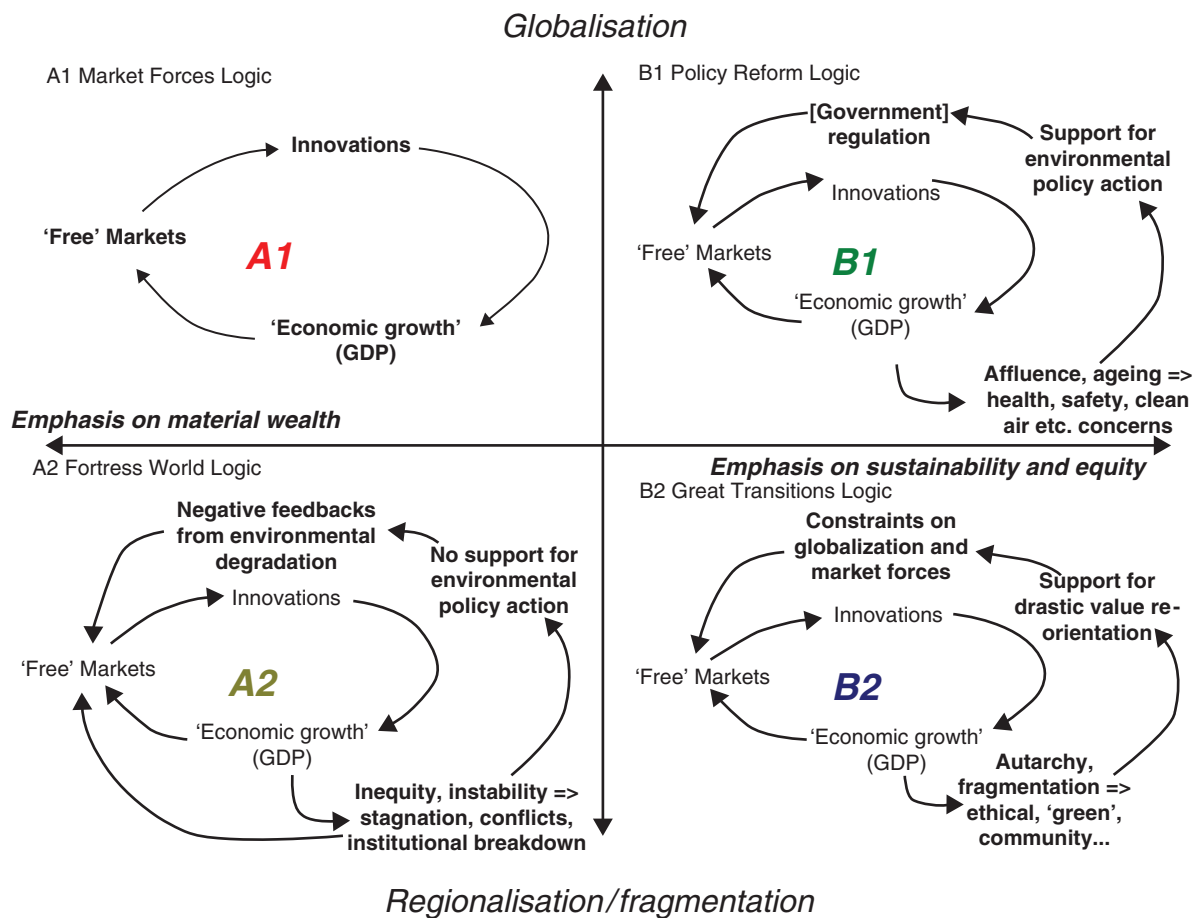 Globalisation
A1 Market Forces Logic
Innovations
‘Free’ Markets
A1
‘Economic growth’
(GDP)
B1 Policy Reform Logic
[Government]
regulation
Support for
environmental
policy action
Innovations
‘Free’ Markets
B1
‘Economic growth’
(GDP)
Affluence, ageing =>
health, safety, clean
air etc. concerns
Emphasis on material wealth
Emphasis on sustainability and equity
A2 Fortress World Logic
Negative feedbacks
from environmental
degradation
No support for
environmental
policy action
Innovations
‘Free’ Markets
A2
‘Economic growth’
(GDP)
Inequity, instability =>
stagnation, conflicts,
institutional breakdown
B2 Great Transitions Logic
Constraints on
globalization and
market forces
Support for
drastic value re-
orientation
Innovations
‘Free’ Markets
B2
‘Economic growth’
(GDP)
Autarchy,
fragmentation =>
ethical, ‘green’,
community...
Regionalisation/fragmentation